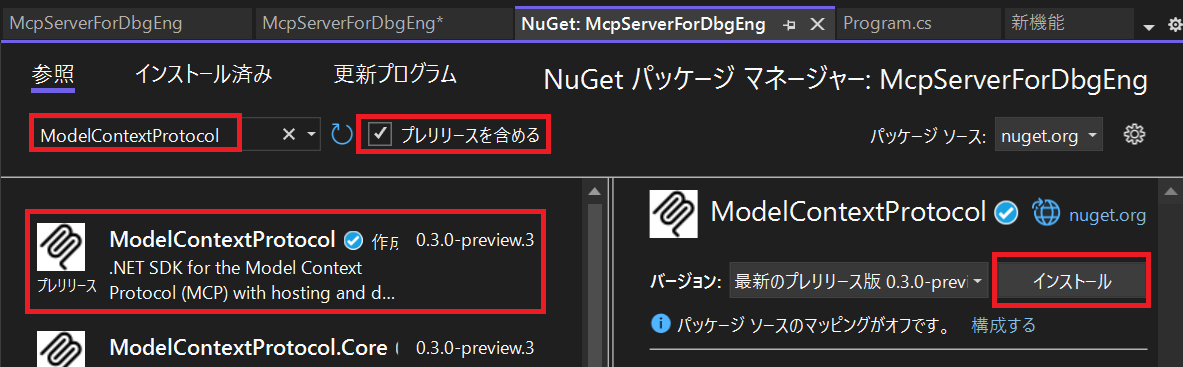 McpServerForDbgEng
McpServerForDbgEng*
NuGet: McpServerForDbgEng
Program.cs
新機能
参照
インストール済み
更新プログラム
NuGet パッケージ マネージャー: McpServerForDbgEng
ModelContextProtocol
プレリリースを含める
パッケージ ソース:
nuget.org
ModelContextProtocol
作成
0.3.0-preview.3
.NET SDK for the Model Context
Protocol (MCP) with hosting and d...
プレリリース
ModelContextProtocol.Core
0.3.0-preview.3
ModelContextProtocol
nuget.org
バージョン:
最新のプレリリース版 0.3.0-previ
インストール
パッケージ ソースのマッピングがオフです。
構成する